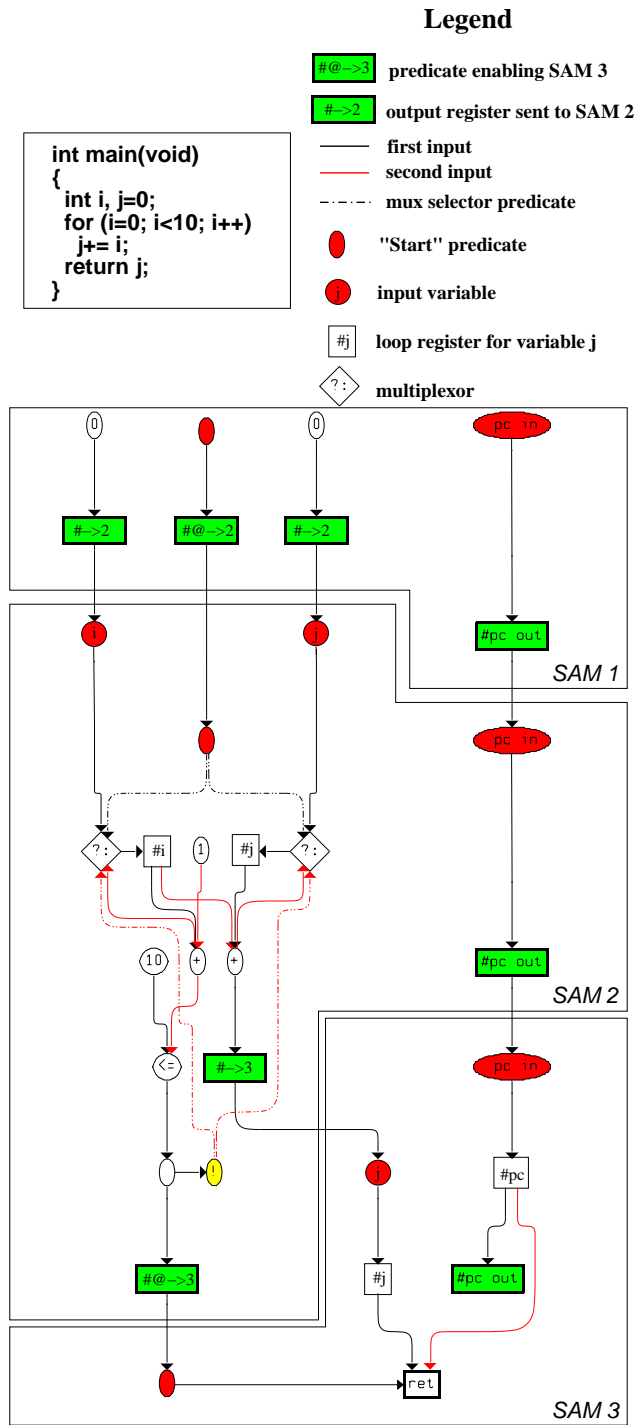 Legend
#@->3 predicate enabling SAM 3
#->2 output register sent to SAM 2
first input
second input
mux selector predicate
"Start" predicate
j input variable
#j loop register for variable j
?: multiplexor
int main(void)
{
int i, j=0;
for (i=0; i<10; i++)
j+= i;
return j;
}
0 0 pc in
#->2 #@->2 #->2
i j #pc out
SAM 1
pc in
?: #i 1 #j ?:
10 + + #pc out
SAM 2
<= #->3 pc in
! j #pc
#@->3 #j #pc out
ret
SAM 3